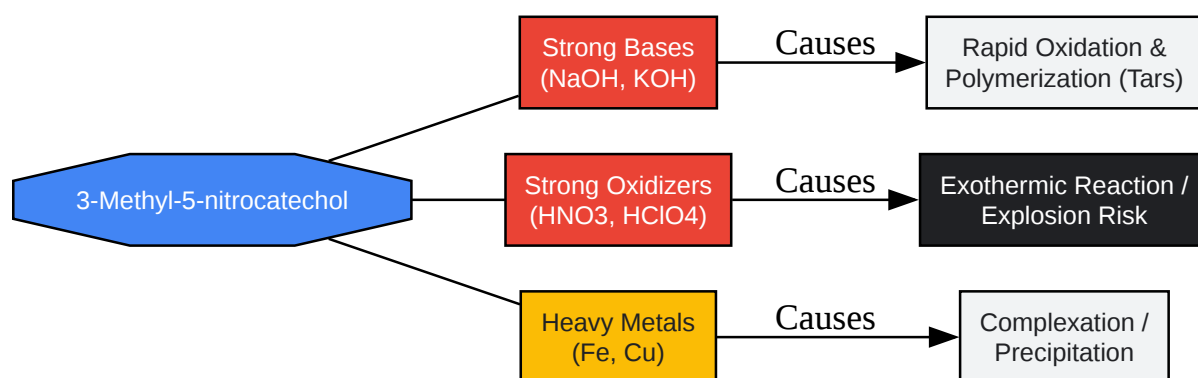 3-Methyl-5-nitrocatechol
Strong Bases
(NaOH, KOH)
Causes
Rapid Oxidation &
Polymerization (Tars)
Strong Oxidizers
(HNO3, HClO4)
Causes
Exothermic Reaction /
Explosion Risk
Heavy Metals
(Fe, Cu)
Causes
Complexation /
Precipitation